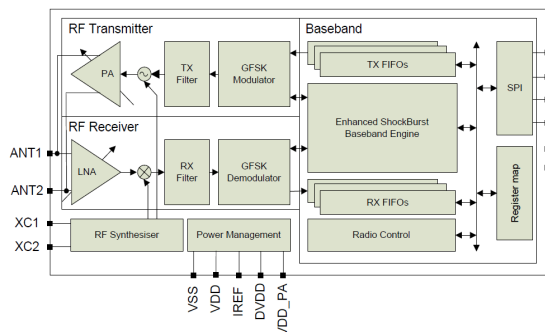 RF Transmitter
Baseband
PA
TX
Filter
GFSK
Modulator
TX FIFOs
SPI
Enhanced ShockBurst
Baseband Engine
RF Receiver
ANT1
LNA
RX
Filter
GFSK
Demodulator
ANT2
RX FIFOs
Register map
XC1
XC2
RF Synthesiser
Power Management
Radio Control
VSS
VDD
IREF
DVDD
VDD_PA